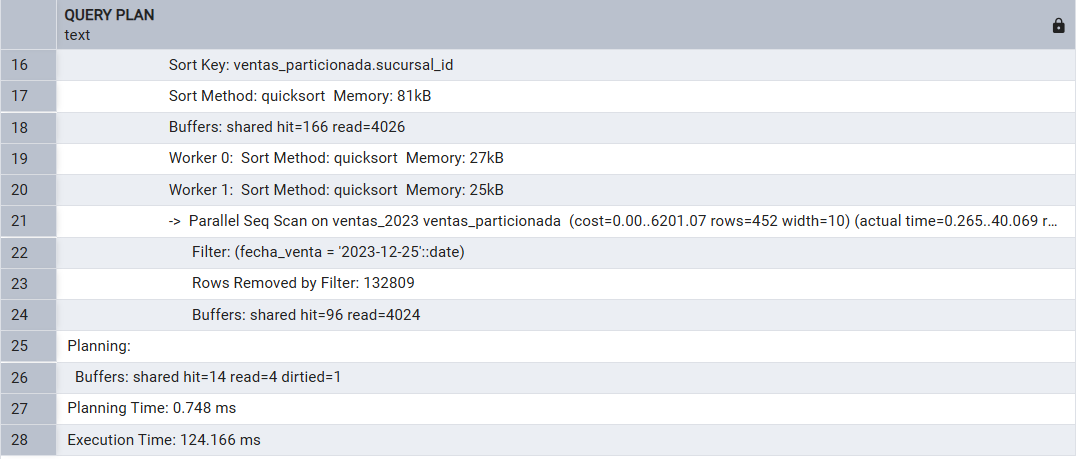 QUERY PLAN
text
16 Sort Key: ventas_particionada.sucursal_id
17 Sort Method: quicksort Memory: 81kB
18 Buffers: shared hit=166 read=4026
19 Worker 0: Sort Method: quicksort Memory: 27kB
20 Worker 1: Sort Method: quicksort Memory: 25kB
21 -> Parallel Seq Scan on ventas_2023 ventas_particionada (cost=0.00..6201.07 rows=452 width=10) (actual time=0.265..40.069 r...
22 Filter: (fecha_venta = '2023-12-25'::date)
23 Rows Removed by Filter: 132809
24 Buffers: shared hit=96 read=4024
25 Planning:
26 Buffers: shared hit=14 read=4 dirtied=1
27 Planning Time: 0.748 ms
28 Execution Time: 124.166 ms